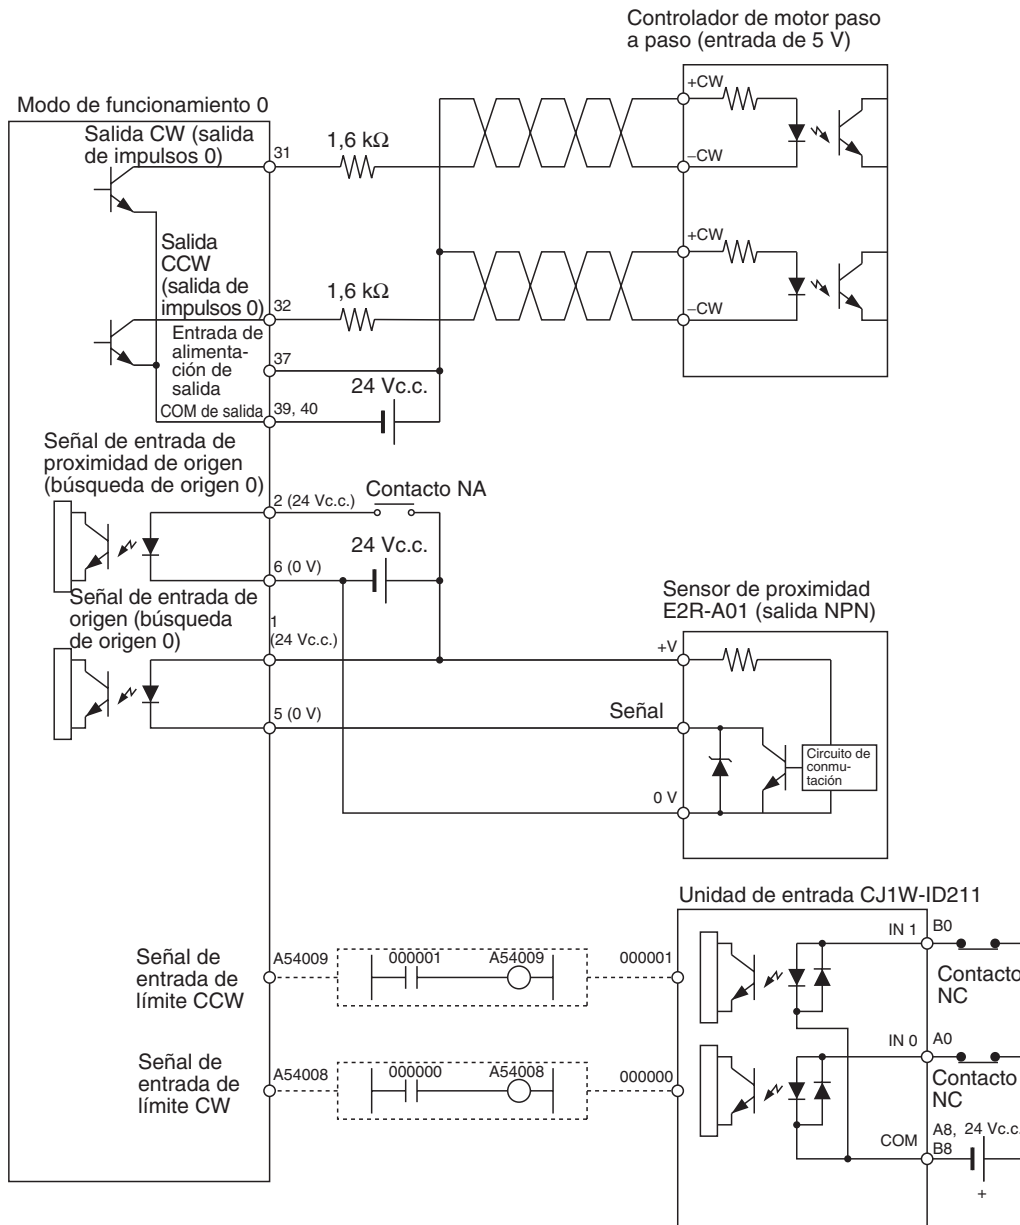 Controlador de motor paso
a paso (entrada de 5 V)
Modo de funcionamiento 0
Salida CW (salida
de impulsos 0)
31
1,6 kΩ
+CW
–CW
Salida
CCW
(salida de
impulsos 0)
32
1,6 kΩ
+CW
–CW
Entrada de
alimenta-
ción de
salida
37
24 Vc.c.
COM de salida
39, 40
Señal de entrada de
proximidad de origen
(búsqueda de origen 0)
2 (24 Vc.c.)
Contacto NA
24 Vc.c.
6 (0 V)
Señal de entrada de
origen (búsqueda
de origen 0)
1
(24 Vc.c.)
5 (0 V)
Sensor de proximidad
E2R-A01 (salida NPN)
+V
Señal
0 V
Circuito de
conmu-
tación
Unidad de entrada CJ1W-ID211
Señal de
entrada de
límite CCW
A54009
000001
A54009
000001
IN 1
B0
Contacto
NC
Señal de
entrada de
límite CW
A54008
000000
A54008
000000
IN 0
A0
Contacto
NC
COM
A8,
B8
24 Vc.c.
+